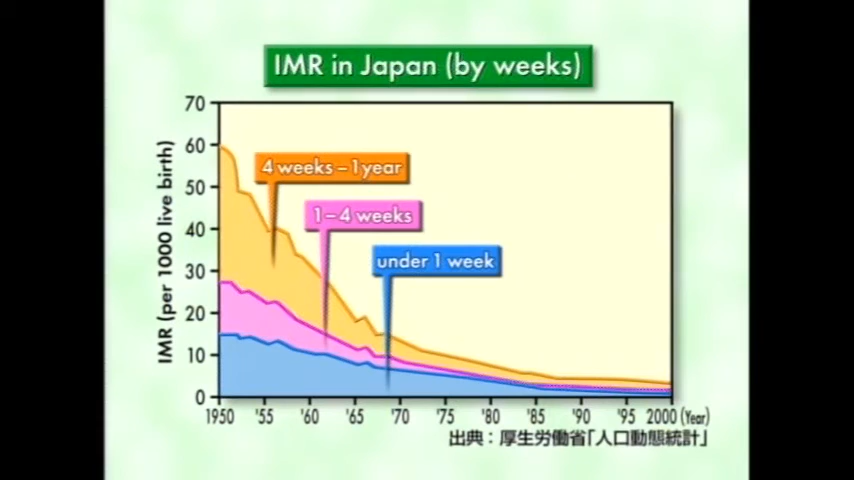 IMR in Japan (by weeks)
IMR (per 1000 live birth)
70
60
50
40
30
20
10
0
4 weeks – 1year
1 – 4 weeks
under 1 week
1950 '55 '60 '65 '70 '75 '80 '85 '90 '95 2000 (Year)
出典：厚生労働省「人口動態統計」